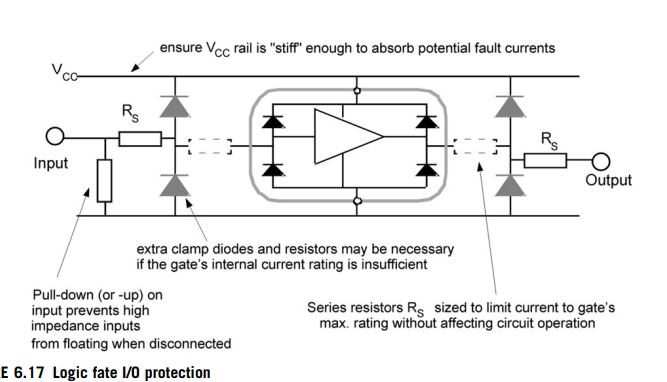 ensure VCC rail is "stiff" enough to absorb potential fault currents
VCC
RS
Input
RS
Output
extra clamp diodes and resistors may be necessary
if the gate's internal current rating is insufficient
Pull-down (or -up) on
input prevents high
impedance inputs
from floating when disconnected
Series resistors RS sized to limit current to gate's
max. rating without affecting circuit operation
E 6.17 Logic fate I/O protection